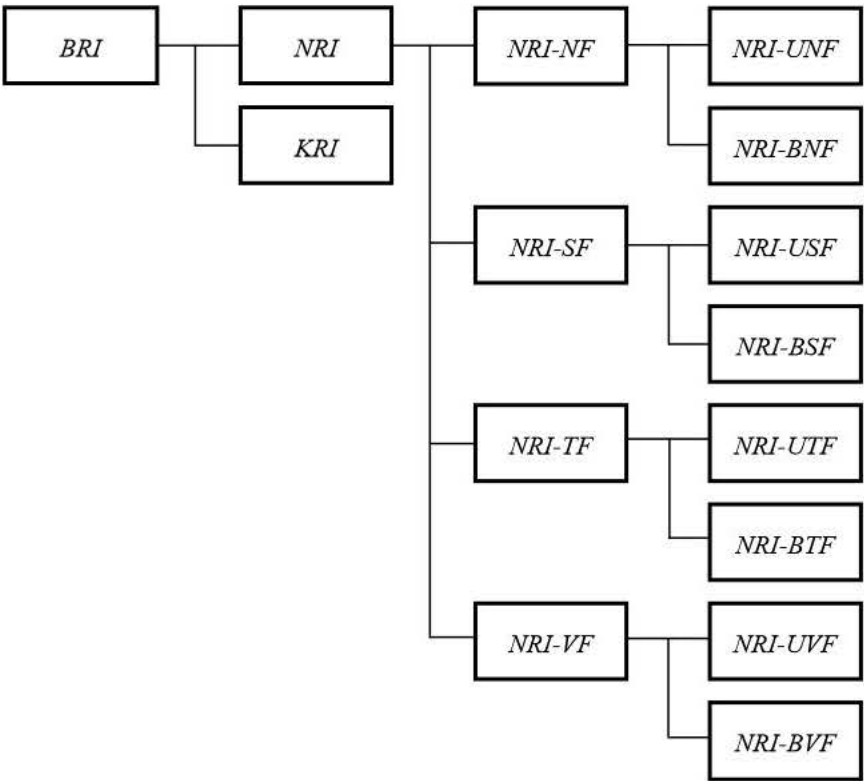 BRI
NRI
NRI-NF
NRI-UNF
KRI
NRI-BNF
NRI-SF
NRI-USF
NRI-BSF
NRI-TF
NRI-UTF
NRI-BTF
NRI-VF
NRI-UVF
NRI-BVF